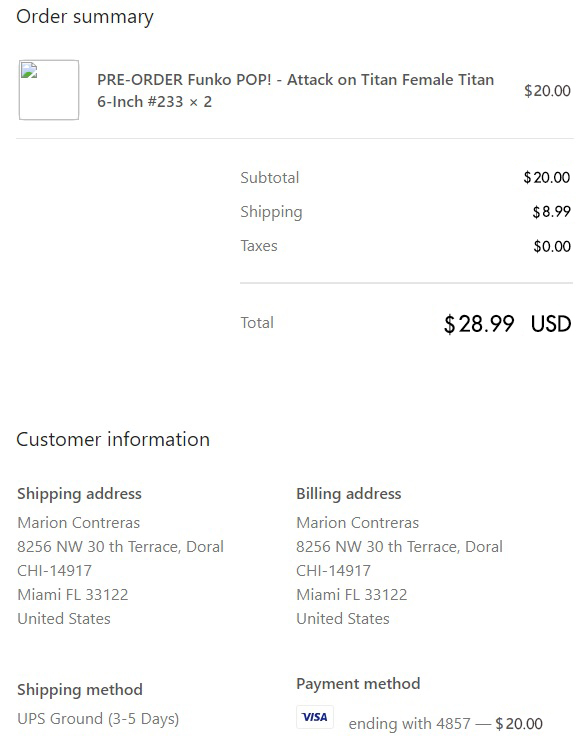 Order summary
PRE-ORDER Funko POP! - Attack on Titan Female Titan
6-Inch #233 × 2
$20.00
Subtotal $20.00
Shipping $8.99
Taxes $0.00
Total $28.99 USD
Customer information
Shipping address
Marion Contreras
8256 NW 30 th Terrace, Doral
CHI-14917
Miami FL 33122
United States
Billing address
Marion Contreras
8256 NW 30 th Terrace, Doral
CHI-14917
Miami FL 33122
United States
Shipping method
UPS Ground (3-5 Days)
Payment method
VISA ending with 4857 — $20.00